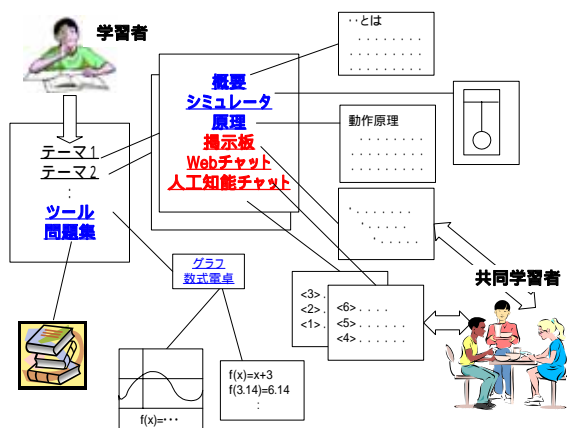 学習者
テーマ1
テーマ2
:
ツール
問題集
概要
シミュレータ
原理
掲示板
Webチャット
人工知能チャット
‥とは
. . . . . . . .
. . . . . . . .
. . . . . . . .
動作原理
. . . . . . . .
. . . . . . . .
. . . . . . . .
'. . . . . . .
'. . . . . .
'. . . . .
共同学習者
<3>.
<2>.
<1>.
<6>. . . . .
<5>. . . . . . .
<4>. . . . . . .
グラフ
数式電卓
f(x)=･･･
f(x)=x+3
f(3.14)=6.14
: